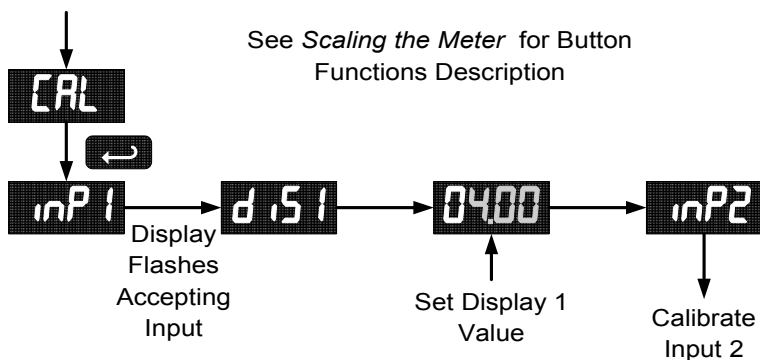 See Scaling the Meter for Button
Functions Description
CAL
inP1
Display
Flashes
Accepting
Input
diS1
04.00
Set Display 1
Value
inP2
Calibrate
Input 2